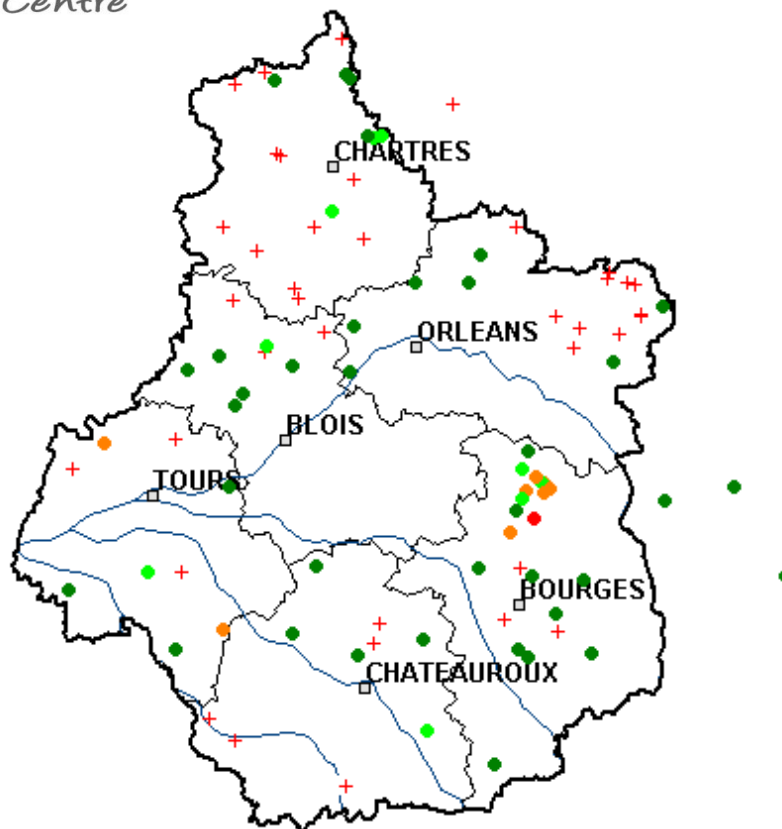 Centre
CHARTRES
ORLEANS
BLOIS
TOURS
BOURGES
CHATEAUROUX